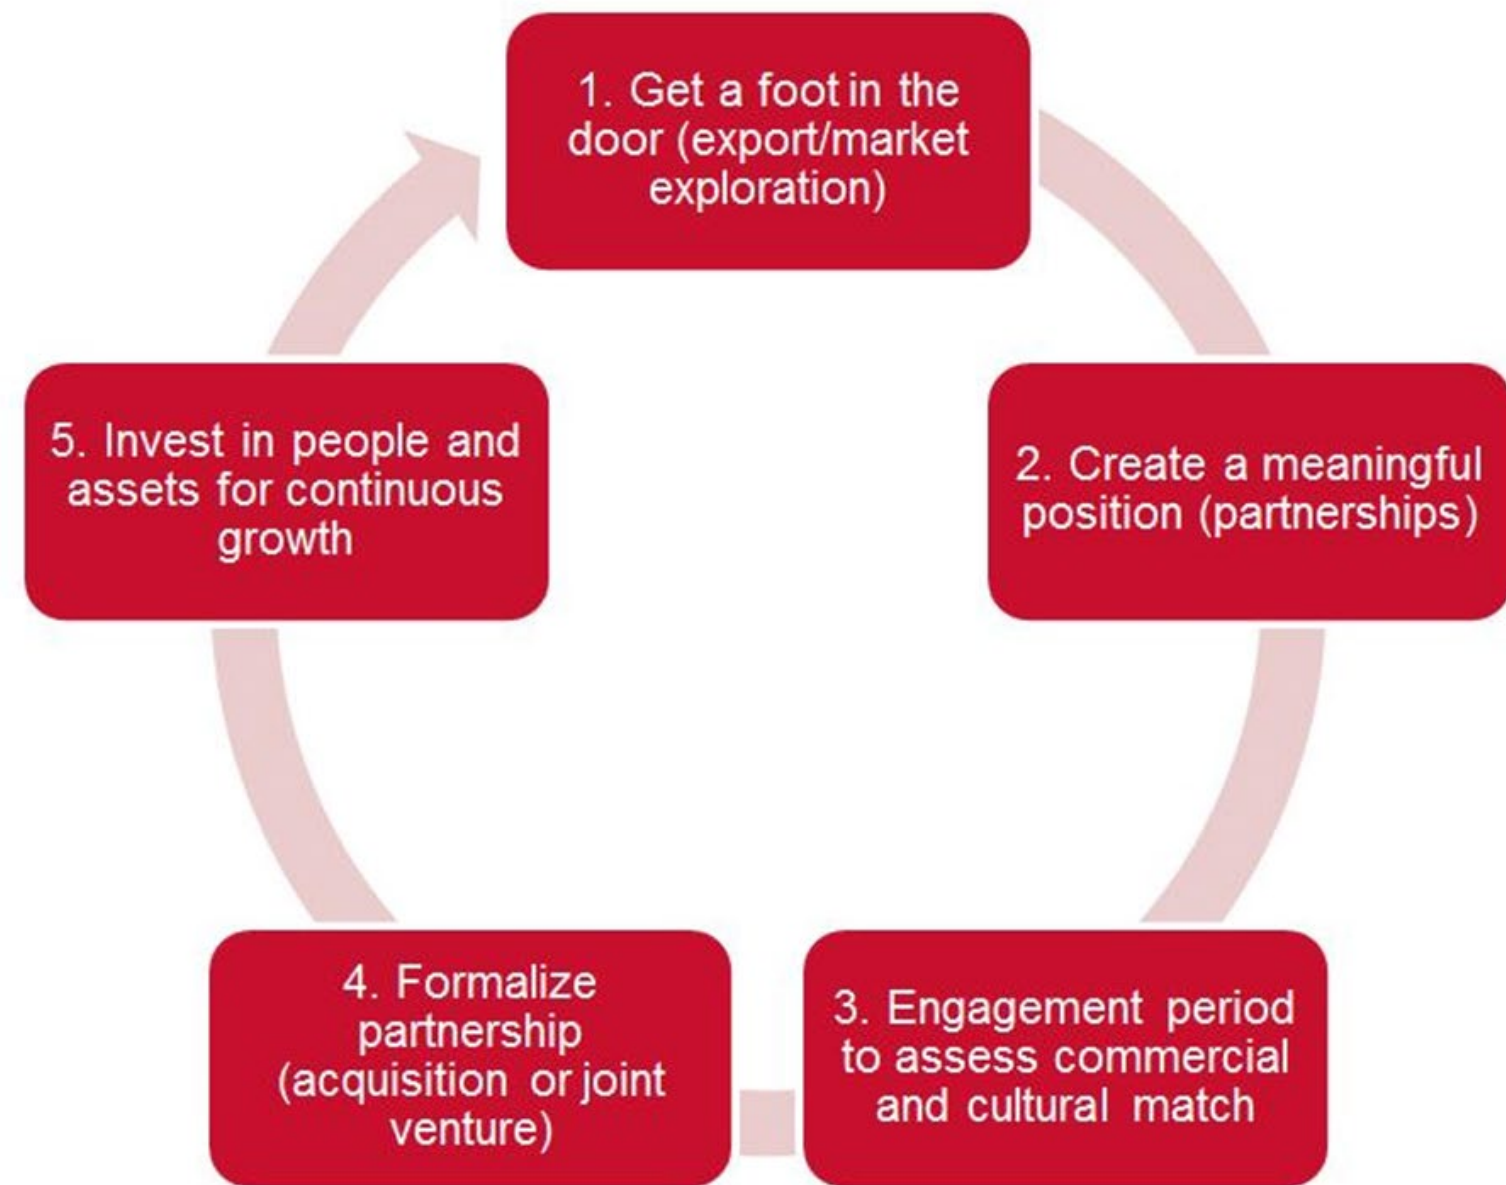 1. Get a foot in the
door (export/market
exploration)
2. Create a meaningful
position (partnerships)
3. Engagement period
to assess commercial
and cultural match
4. Formalize
partnership
(acquisition or joint
venture)
5. Invest in people and
assets for continuous
growth